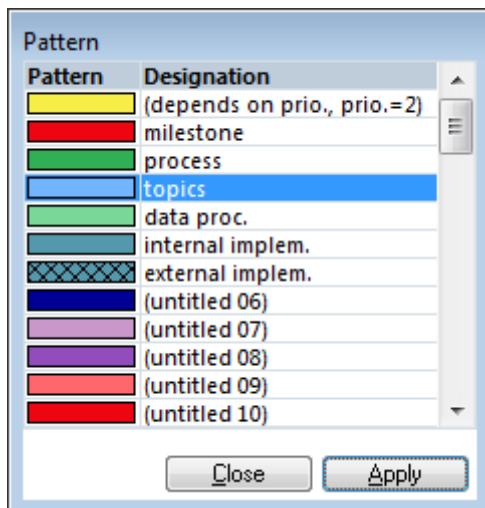 Pattern
Pattern Designation
(depends on prio., prio.=2)
milestone
process
topics
data proc.
internal implem.
external implem.
(untitled 06)
(untitled 07)
(untitled 08)
(untitled 09)
(untitled 10)
Close Apply